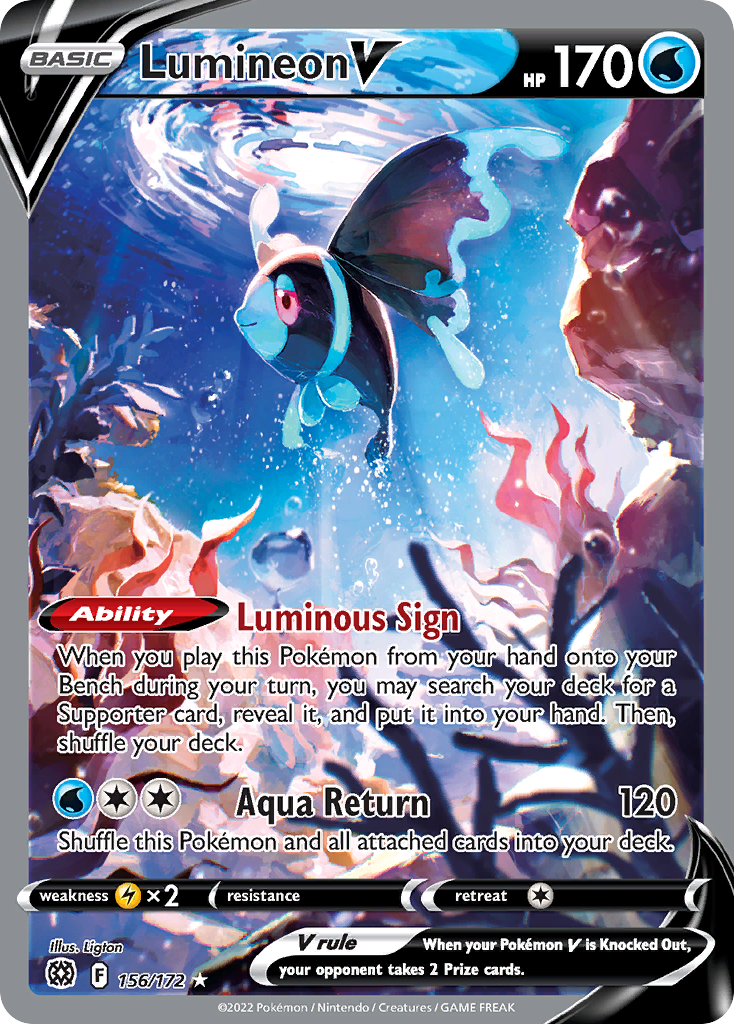 BASIC
Lumineon V
HP 170
Ability Luminous Sign
When you play this Pokémon from your hand onto your
Bench during your turn, you may search your deck for a
Supporter card, reveal it, and put it into your hand. Then,
shuffle your deck.
Aqua Return 120
Shuffle this Pokémon and all attached cards into your deck.
weakness ×2 resistance retreat
Illus. Ligton
V rule When your Pokémon V is Knocked Out,
your opponent takes 2 Prize cards.
F 156/172 ★
©2022 Pokémon / Nintendo / Creatures / GAME FREAK